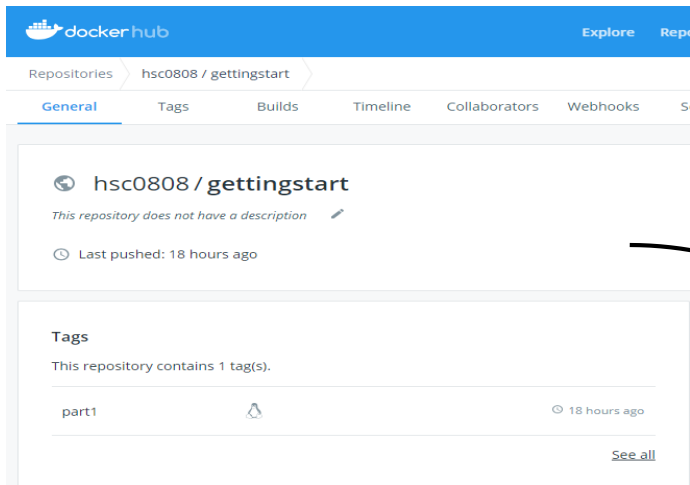 dockerhub Explore Repo
Repositories hsc0808 / gettingstart
General Tags Builds Timeline Collaborators Webhooks S
hsc0808 / gettingstart
This repository does not have a description
Last pushed: 18 hours ago
Tags
This repository contains 1 tag(s).
part1 18 hours ago
See all